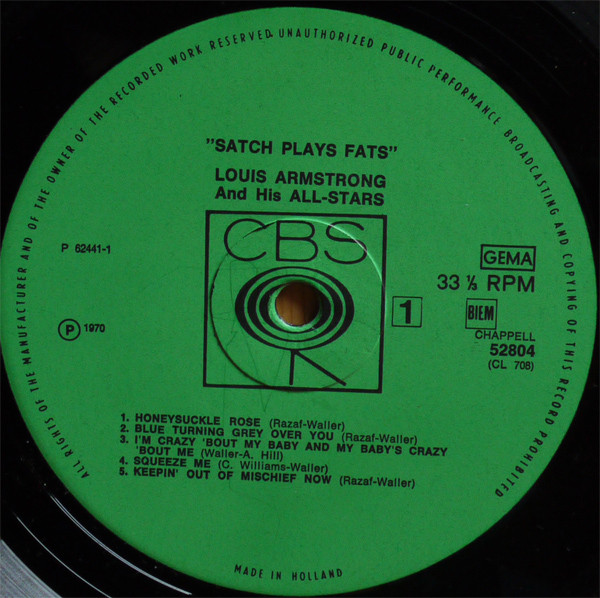 ALL RIGHTS OF THE MANUFACTURER AND OF THE OWNER OF THE RECORDED WORK RESERVED. UNAUTHORIZED PUBLIC PERFORMANCE BROADCASTING AND COPYING OF THIS RECORD PROHIBITED
"SATCH PLAYS FATS"
LOUIS ARMSTRONG
And His ALL-STARS
CBS
P 62441-1
GEMA
33 ⅓ RPM
1
BIEM
Ⓟ 1970
CHAPPELL
52804
(CL 708)
1. HONEYSUCKLE ROSE (Razaf-Waller)
2. BLUE TURNING GREY OVER YOU (Razaf-Waller)
3. I'M CRAZY 'BOUT MY BABY AND MY BABY'S CRAZY
'BOUT ME (Waller-A. Hill)
4. SQUEEZE ME (C. Williams-Waller)
5. KEEPIN' OUT OF MISCHIEF NOW (Razaf-Waller)
MADE IN HOLLAND